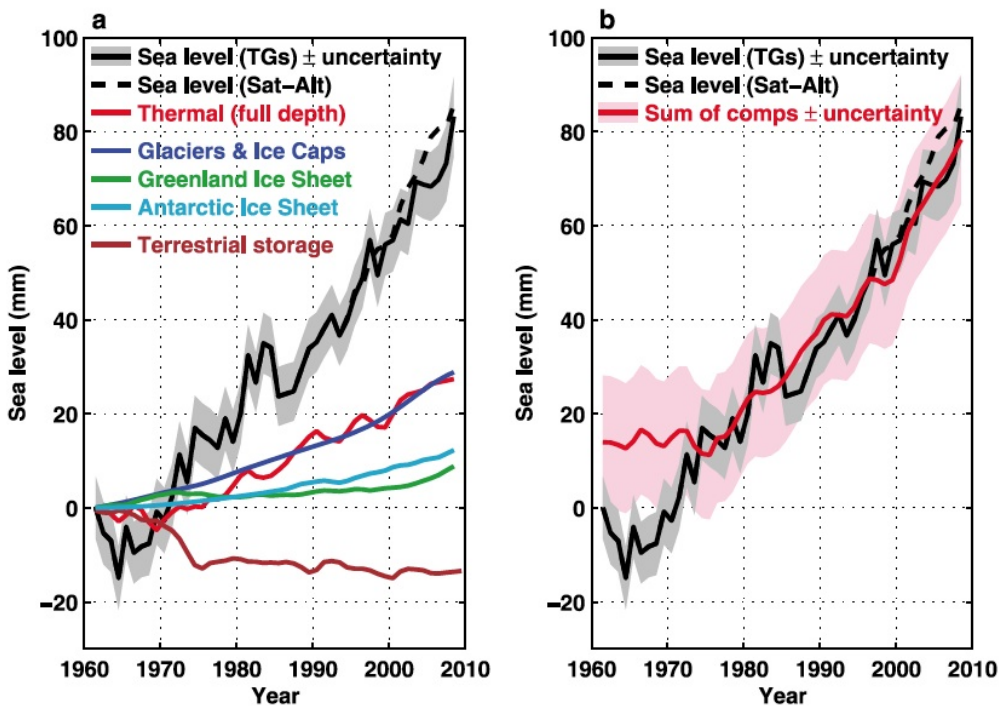 a
Sea level (TGs) ± uncertainty
Sea level (Sat–Alt)
Thermal (full depth)
Glaciers & Ice Caps
Greenland Ice Sheet
Antarctic Ice Sheet
Terrestrial storage
Sea level (mm)
100
80
60
40
20
0
−20
1960
1970
1980
1990
2000
2010
Year
b
Sea level (TGs) ± uncertainty
Sea level (Sat–Alt)
Sum of comps ± uncertainty
Sea level (mm)
100
80
60
40
20
0
−20
1960
1970
1980
1990
2000
2010
Year